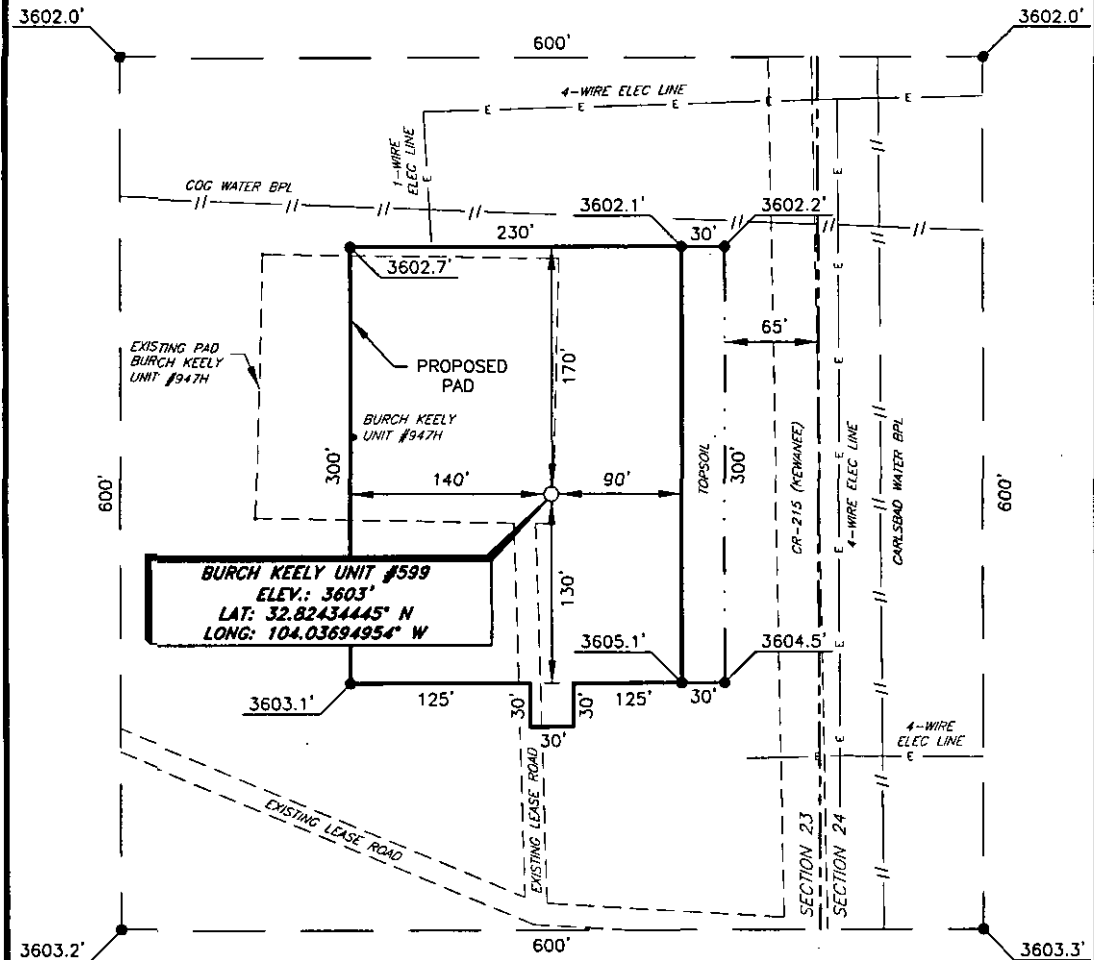 3602.0'
3602.0'
600'
4-WIRE ELEC LINE
E
E
E
E
E
1-WIRE
ELEC LINE
E
E
COG WATER BPL
3602.1'
3602.2'
230'
30'
3602.7'
E
65'
EXISTING PAD
BURCH KEELY
UNIT #947H
PROPOSED
PAD
170'
E
BURCH KEELY
UNIT #947H
300'
TOPSOIL
300'
CR-215 (KEWANEE)
4-WIRE ELEC LINE
CARLSBAD WATER BPL
600'
600'
140'
90'
E
BURCH KEELY UNIT #599
ELEV.: 3603'
LAT: 32.82434445° N
LONG: 104.03694954° W
130'
E
3605.1'
3604.5'
E
3603.1'
125'
30'
30'
125'
30'
30'
4-WIRE
ELEC LINE
E
E
EXISTING LEASE ROAD
EXISTING LEASE ROAD
SECTION 23
SECTION 24
3603.2'
600'
3603.3'